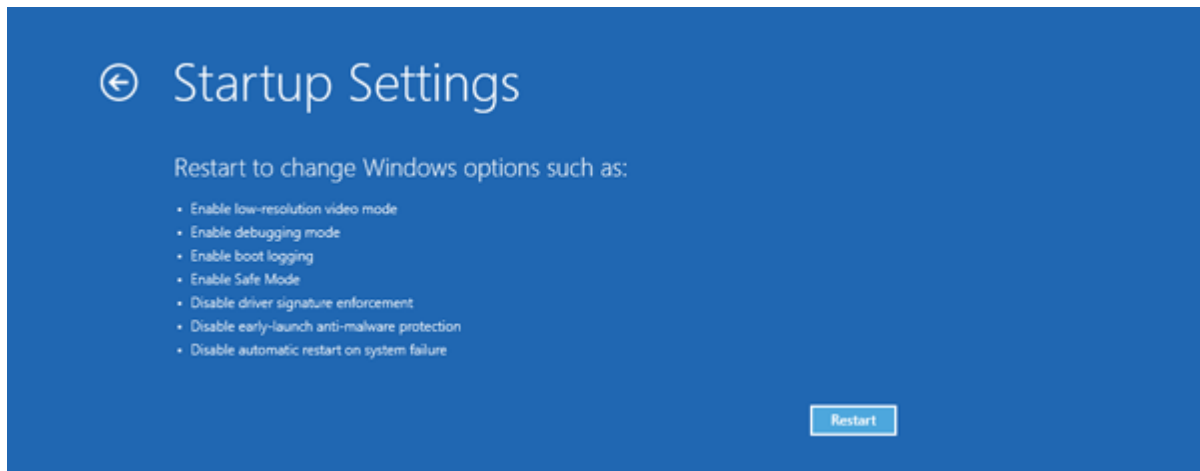 Startup Settings
Restart to change Windows options such as:
• Enable low-resolution video mode
• Enable debugging mode
• Enable boot logging
• Enable Safe Mode
• Disable driver signature enforcement
• Disable early-launch anti-malware protection
• Disable automatic restart on system failure
Restart